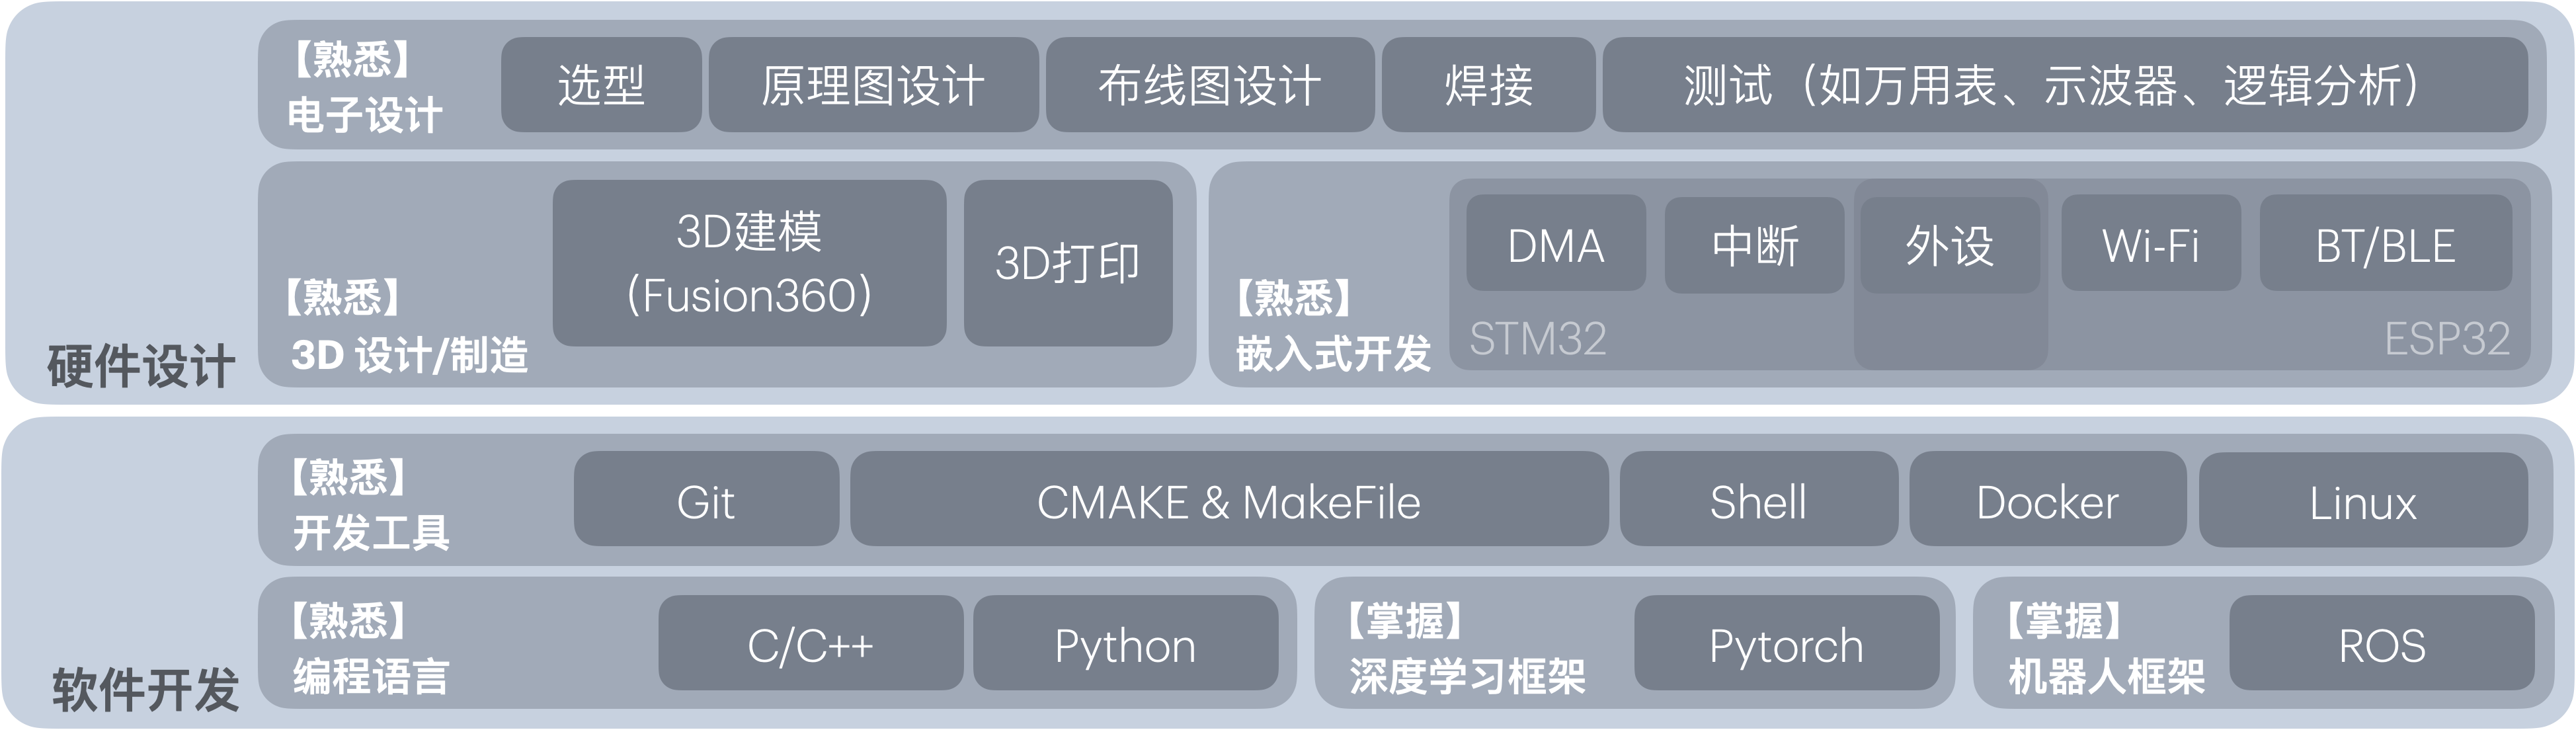 【熟悉】
电子设计
选型
原理图设计
布线图设计
焊接
测试（如万用表、示波器、逻辑分析）
【熟悉】
3D 设计/制造
3D建模
（Fusion360）
3D打印
【熟悉】
嵌入式开发
DMA
中断
外设
Wi-Fi
BT/BLE
STM32
ESP32
硬件设计
【熟悉】
开发工具
Git
CMAKE & MakeFile
Shell
Docker
Linux
【熟悉】
编程语言
C/C++
Python
【掌握】
深度学习框架
Pytorch
【掌握】
机器人框架
ROS
软件开发